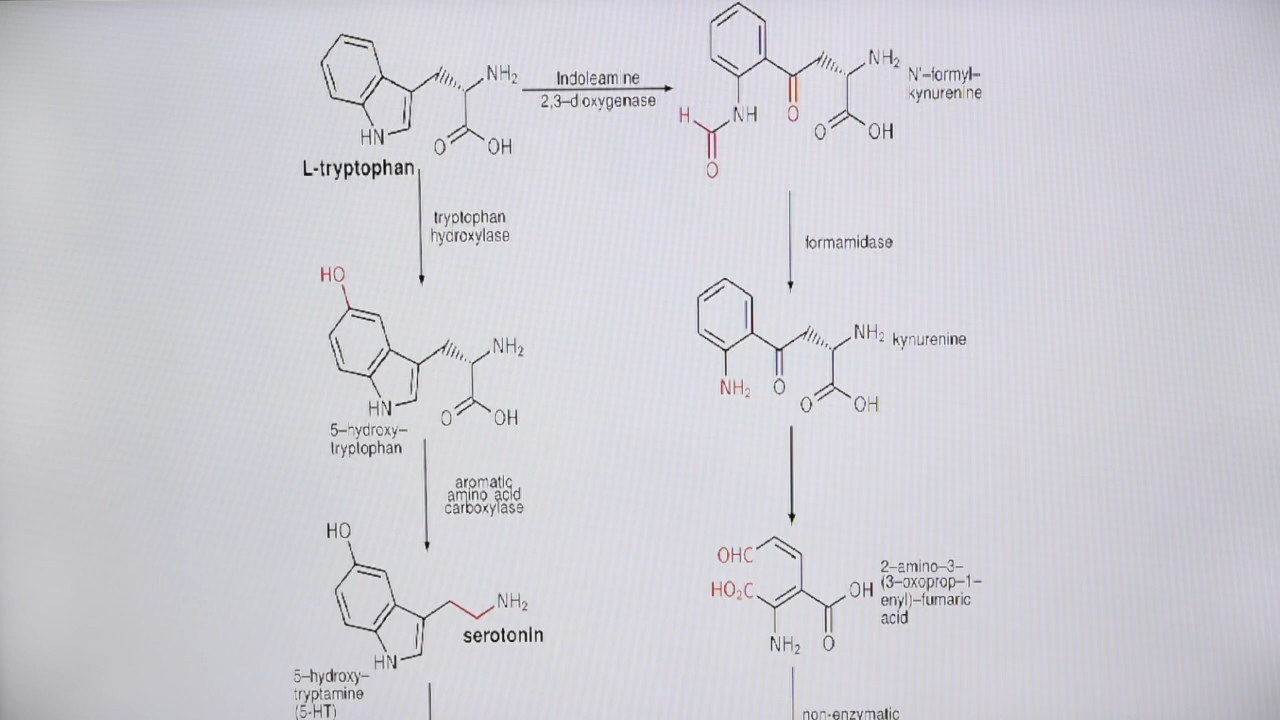 NH₂
HN
O
OH
L-tryptophan
Indoleamine
2,3-dioxygenase
NH₂
N'-formyl-
kynurenine
H
NH
O
O
OH
O
tryptophan
hydroxylase
formamidase
HO
NH₂
HN
O
OH
5-hydroxy-
tryptophan
NH₂
kynurenine
NH₂
O
O
OH
aromatic
amino acid
carboxylase
HO
NH₂
serotonin
HN
5-hydroxy-
tryptamine
(5-HT)
OHC
HO₂C
OH
NH₂
O
2-amino-3-
(3-oxoprop-1-
enyl)-fumaric
acid
non-enzymatic